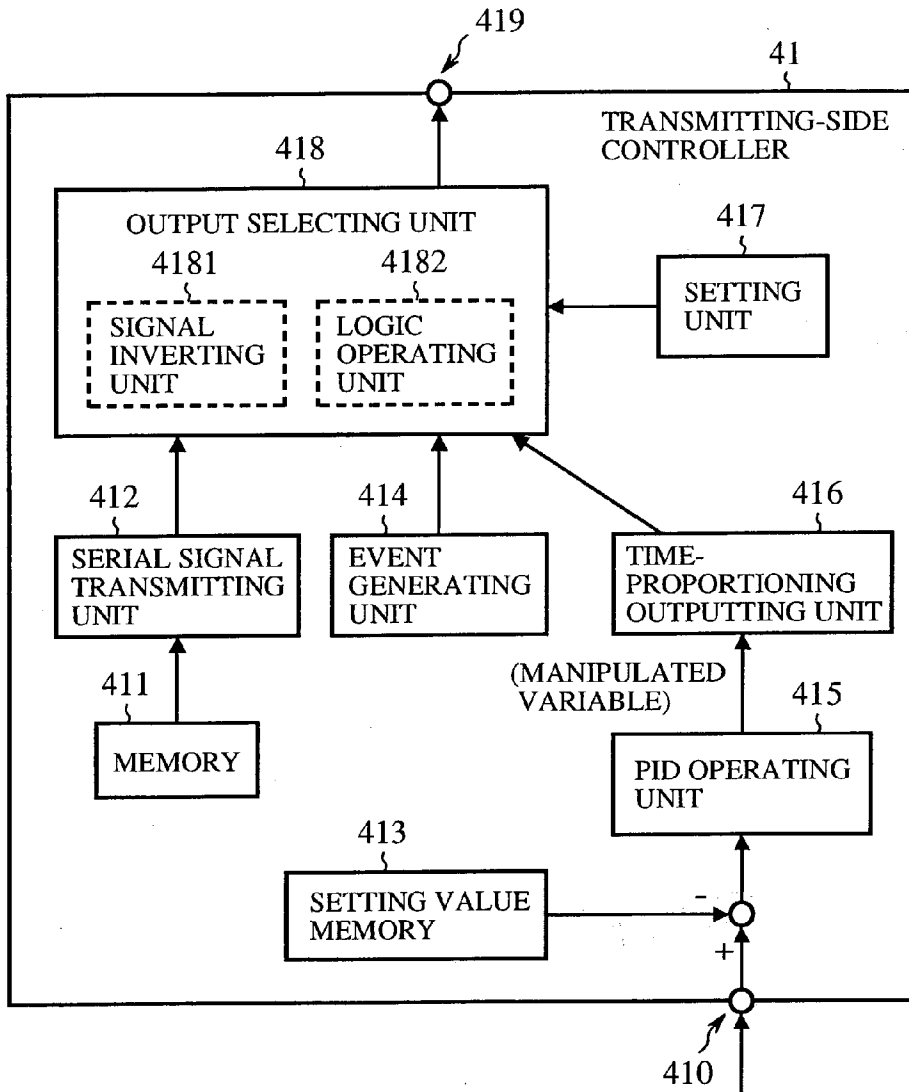 419
41
TRANSMITTING-SIDE
CONTROLLER
418
OUTPUT SELECTING UNIT
4181
SIGNAL
INVERTING
UNIT
4182
LOGIC
OPERATING
UNIT
417
SETTING
UNIT
412
SERIAL SIGNAL
TRANSMITTING
UNIT
414
EVENT
GENERATING
UNIT
416
TIME-
PROPORTIONING
OUTPUTTING UNIT
(MANIPULATED
VARIABLE)
411
MEMORY
415
PID OPERATING
UNIT
413
SETTING VALUE
MEMORY
-
+
410